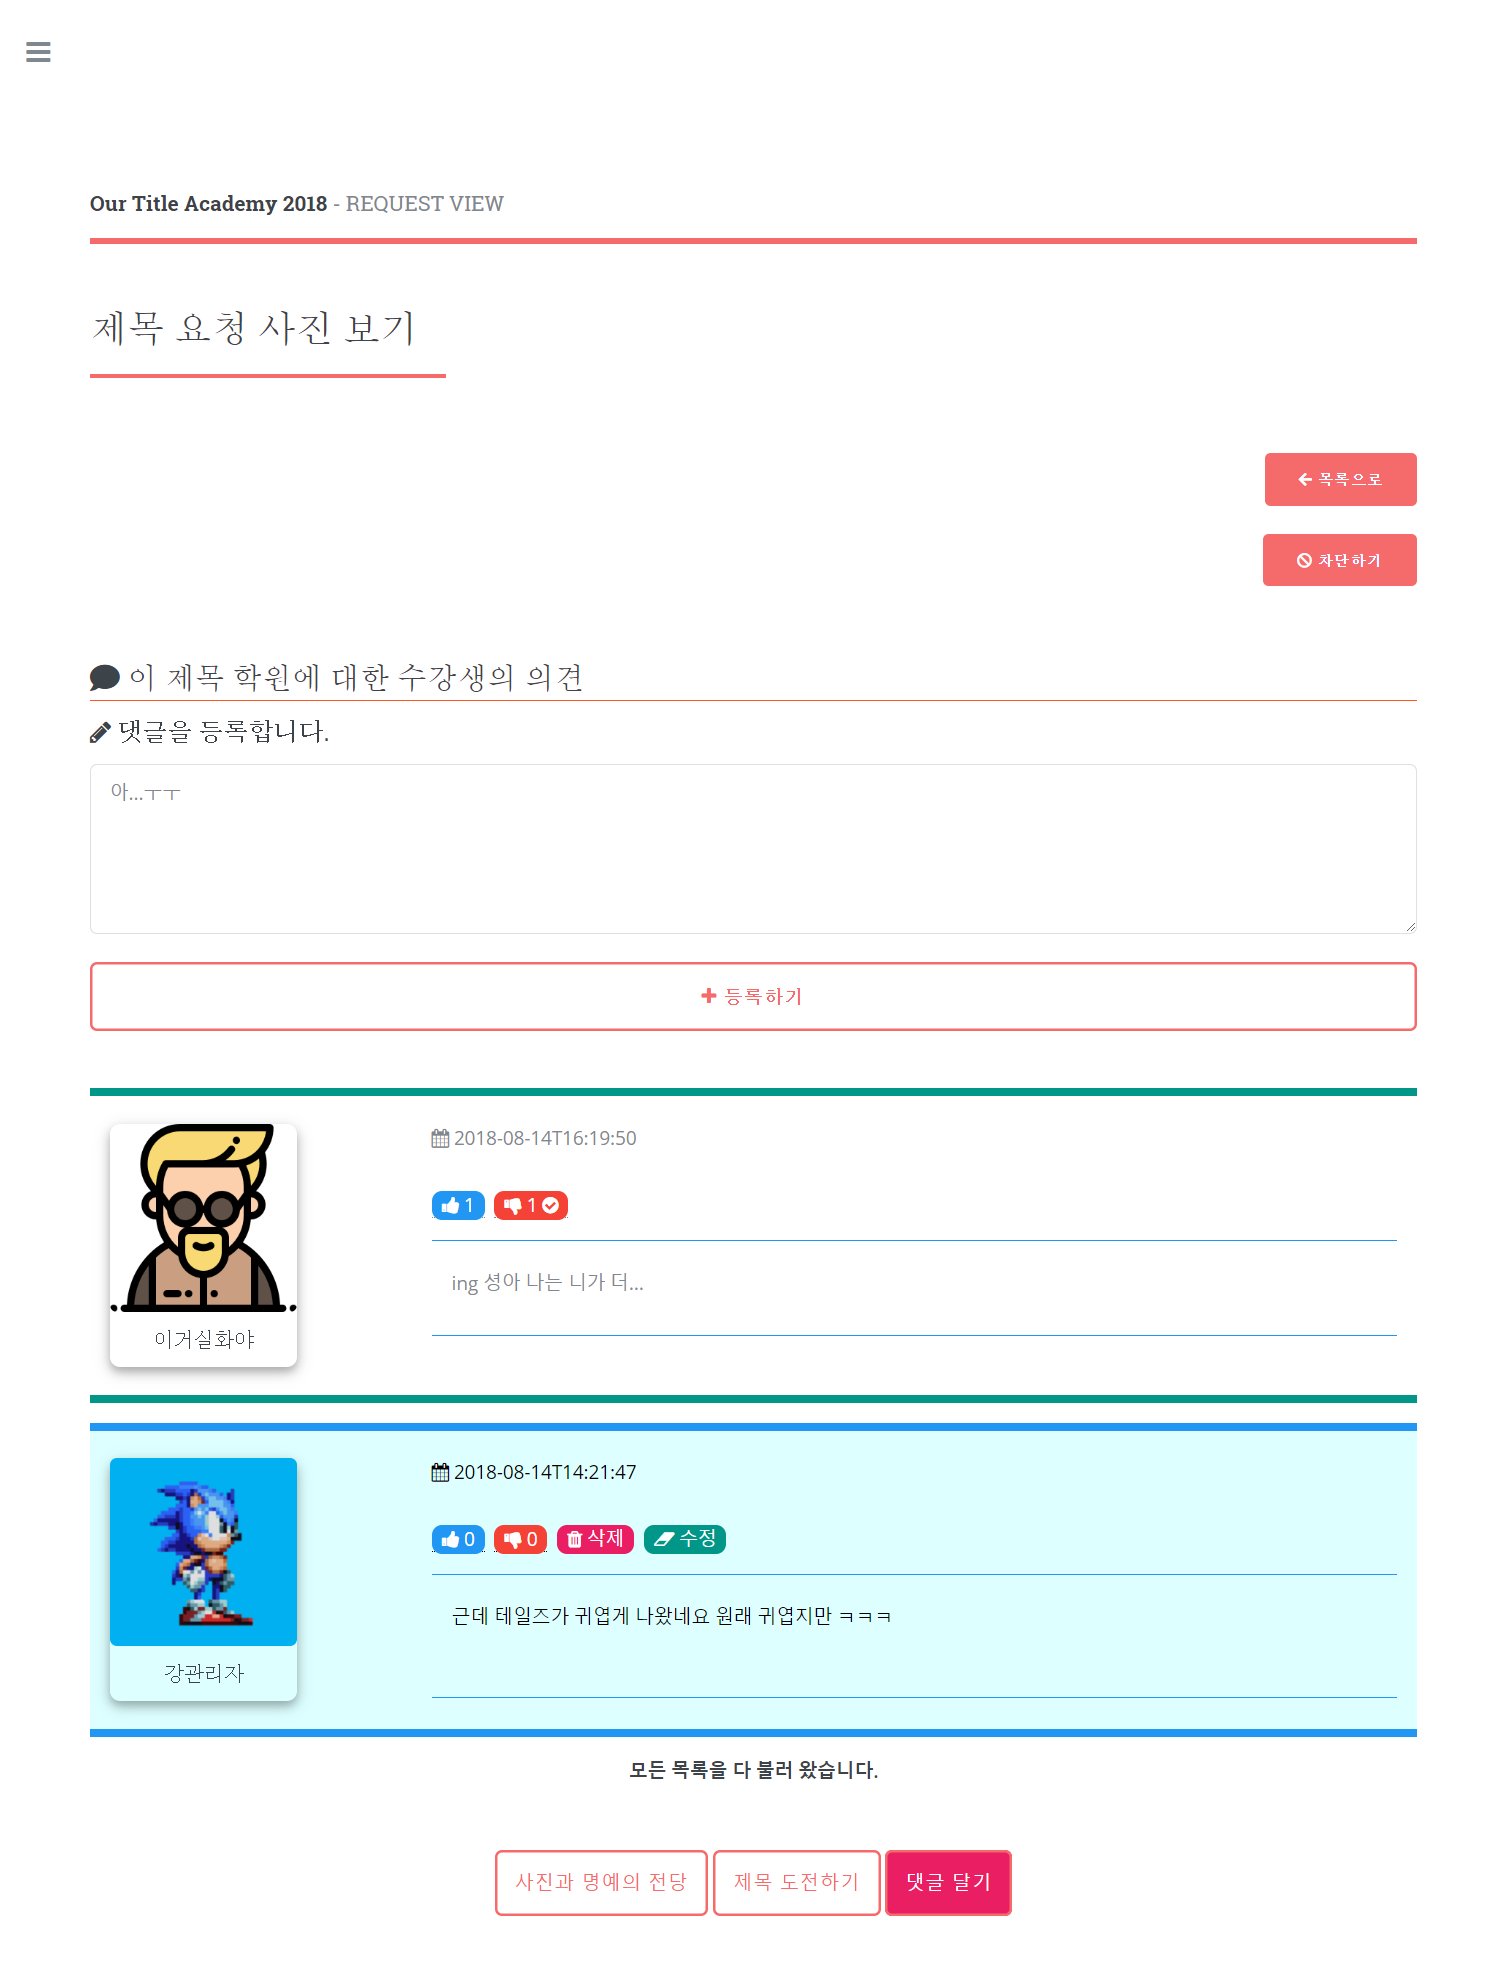 Our Title Academy 2018 - REQUEST VIEW
제목 요청 사진 보기
목록으로
차단하기
이 제목 학원에 대한 수강생의 의견
댓글을 등록합니다.
아...ㅜㅜ
등록하기
2018-08-14T16:19:50
1 1
ing 셩아 나는 니가 더...
이거실화야
2018-08-14T14:21:47
0 0 삭제 수정
근데 테일즈가 귀엽게 나왔네요 원래 귀엽지만 ㅋㅋㅋ
강관리자
모든 목록을 다 불러 왔습니다.
사진과 명예의 전당 제목 도전하기 댓글 달기